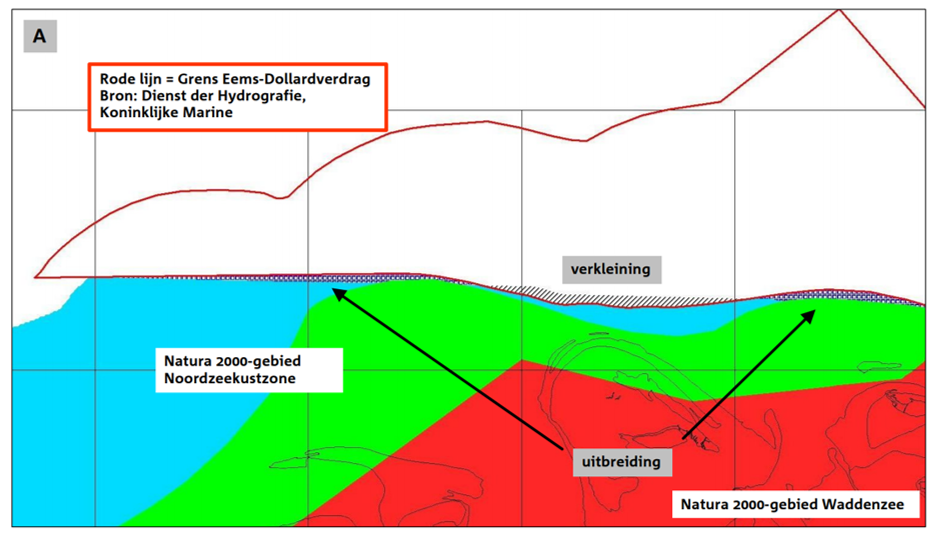 A
Rode lijn = Grens Eems-Dollardverdrag
Bron: Dienst der Hydrografie,
Koninklijke Marine
verkleining
Natura 2000-gebied
Noordzeekustzone
uitbreiding
Natura 2000-gebied Waddenzee